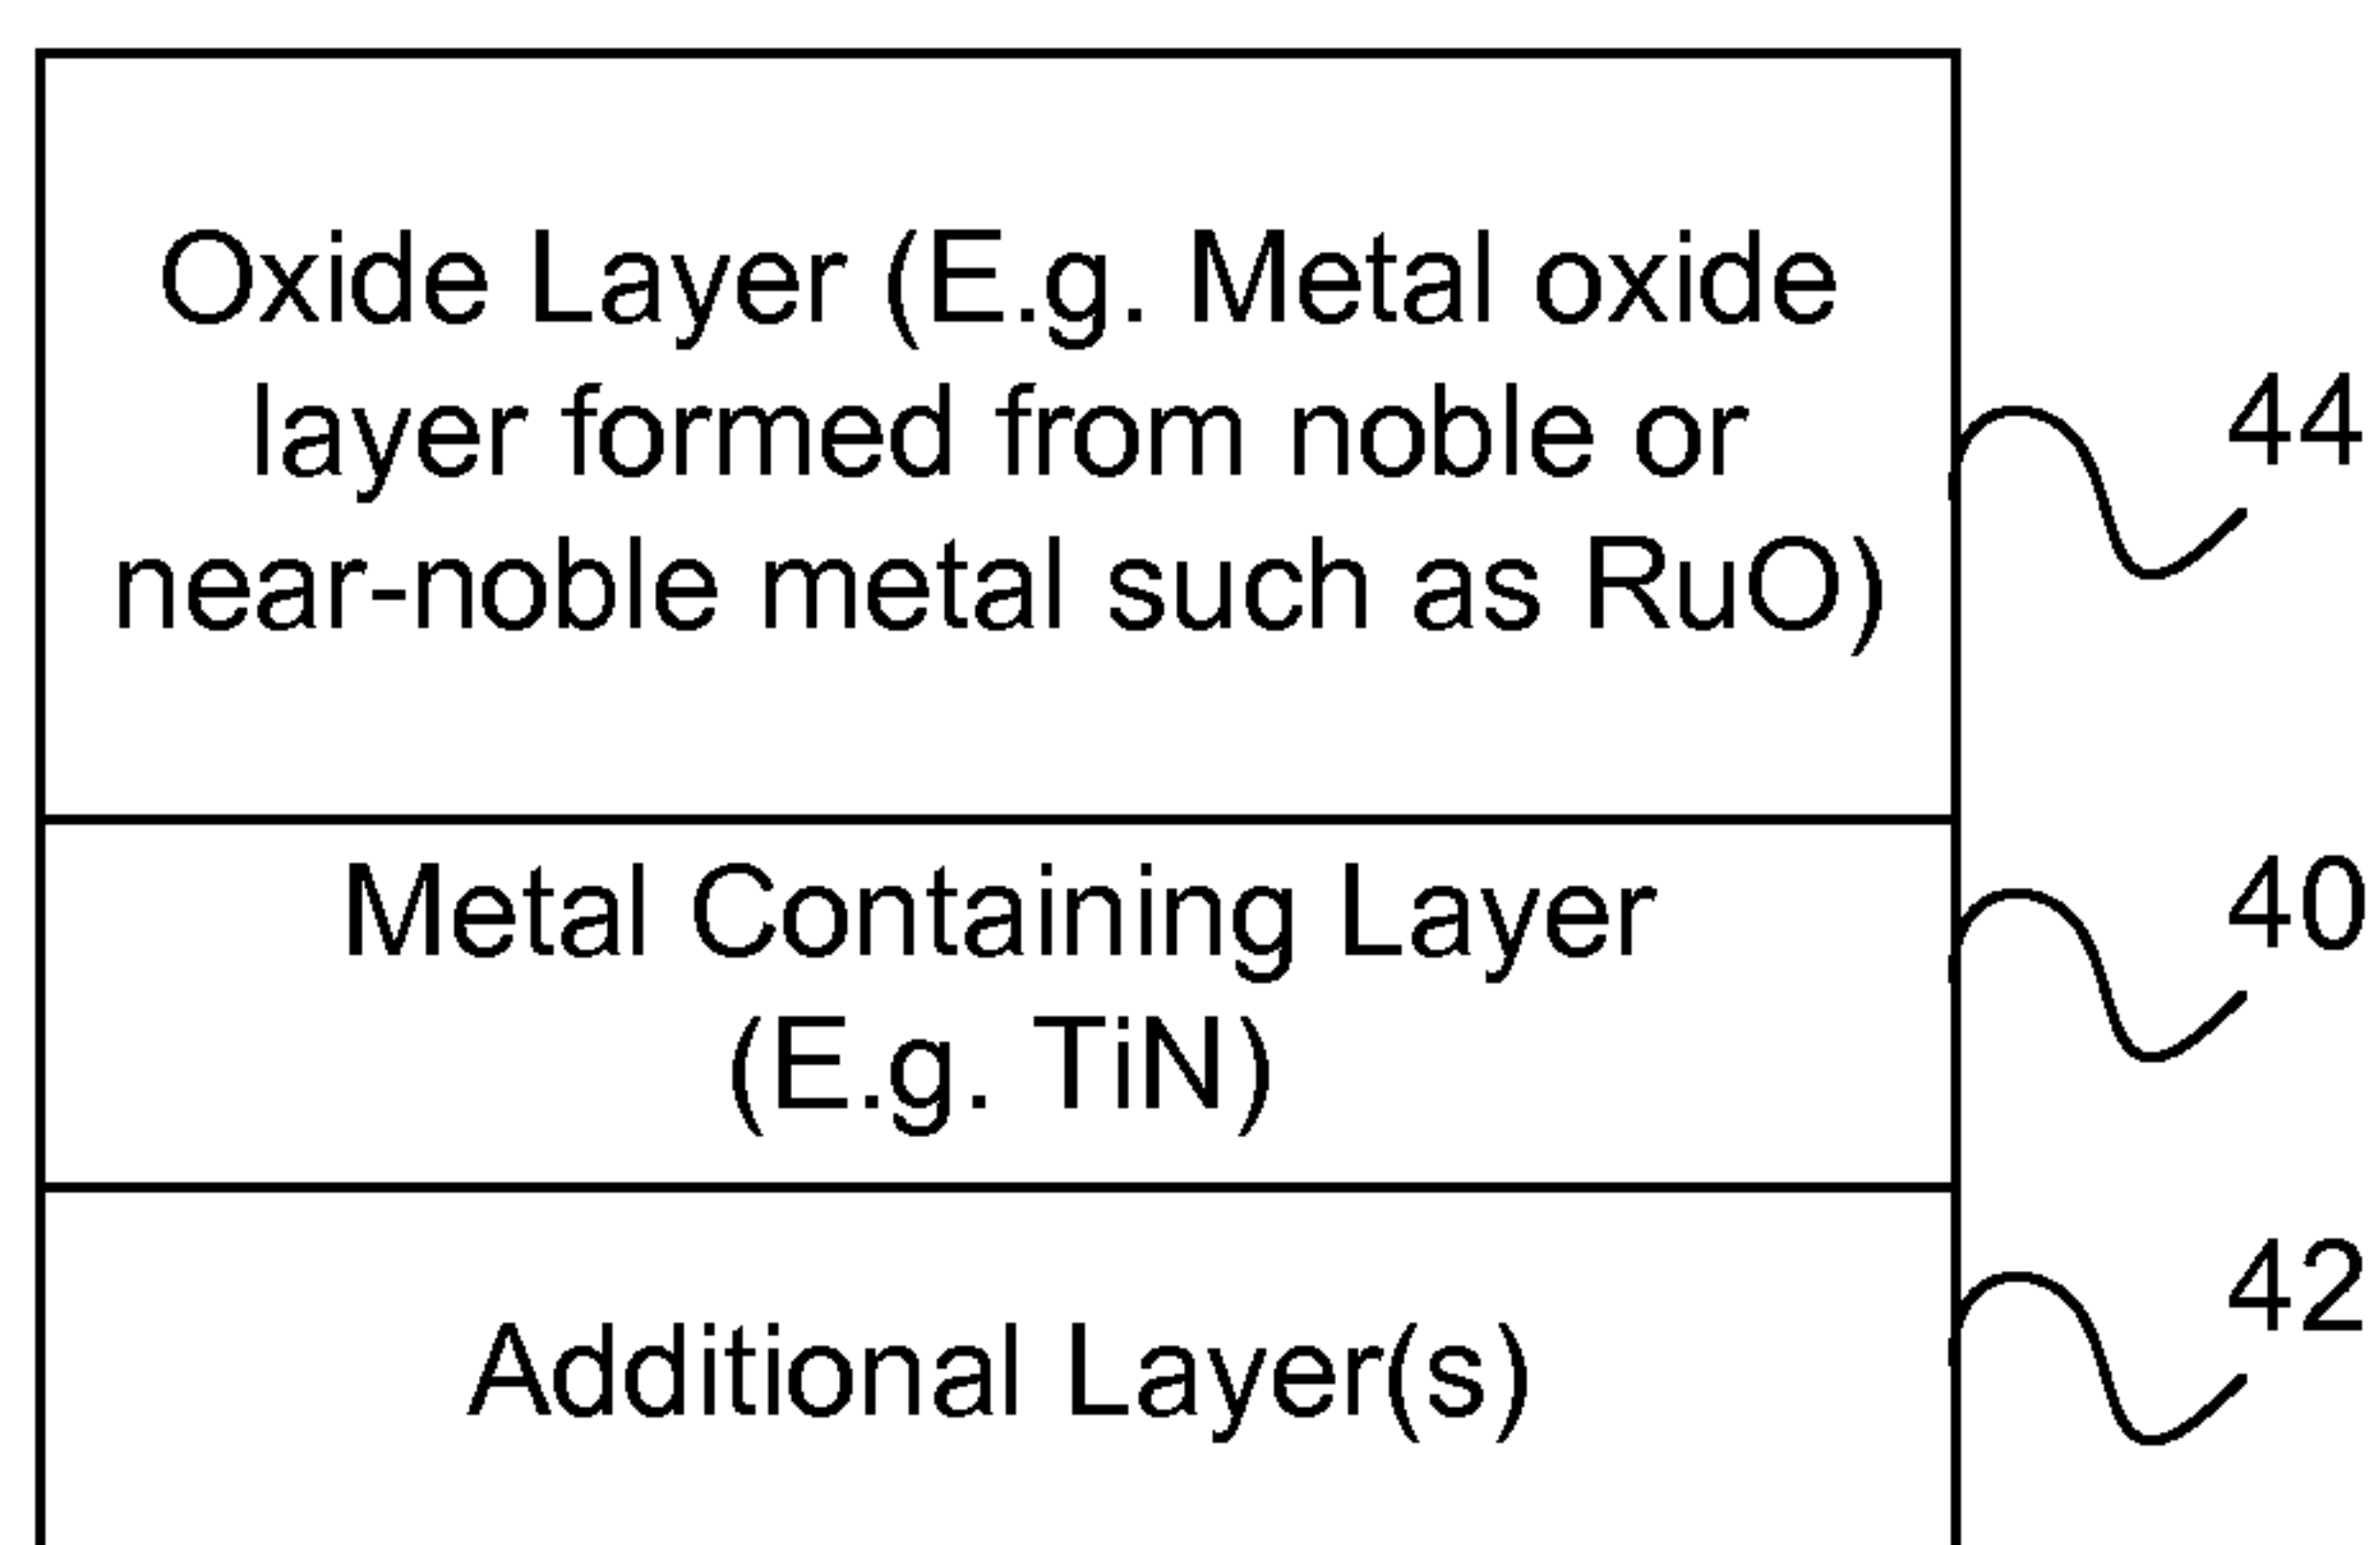 Oxide Layer (E.g. Metal oxide
layer formed from noble or
near-noble metal such as RuO)
44
Metal Containing Layer
(E.g. TiN)
40
Additional Layer(s)
42